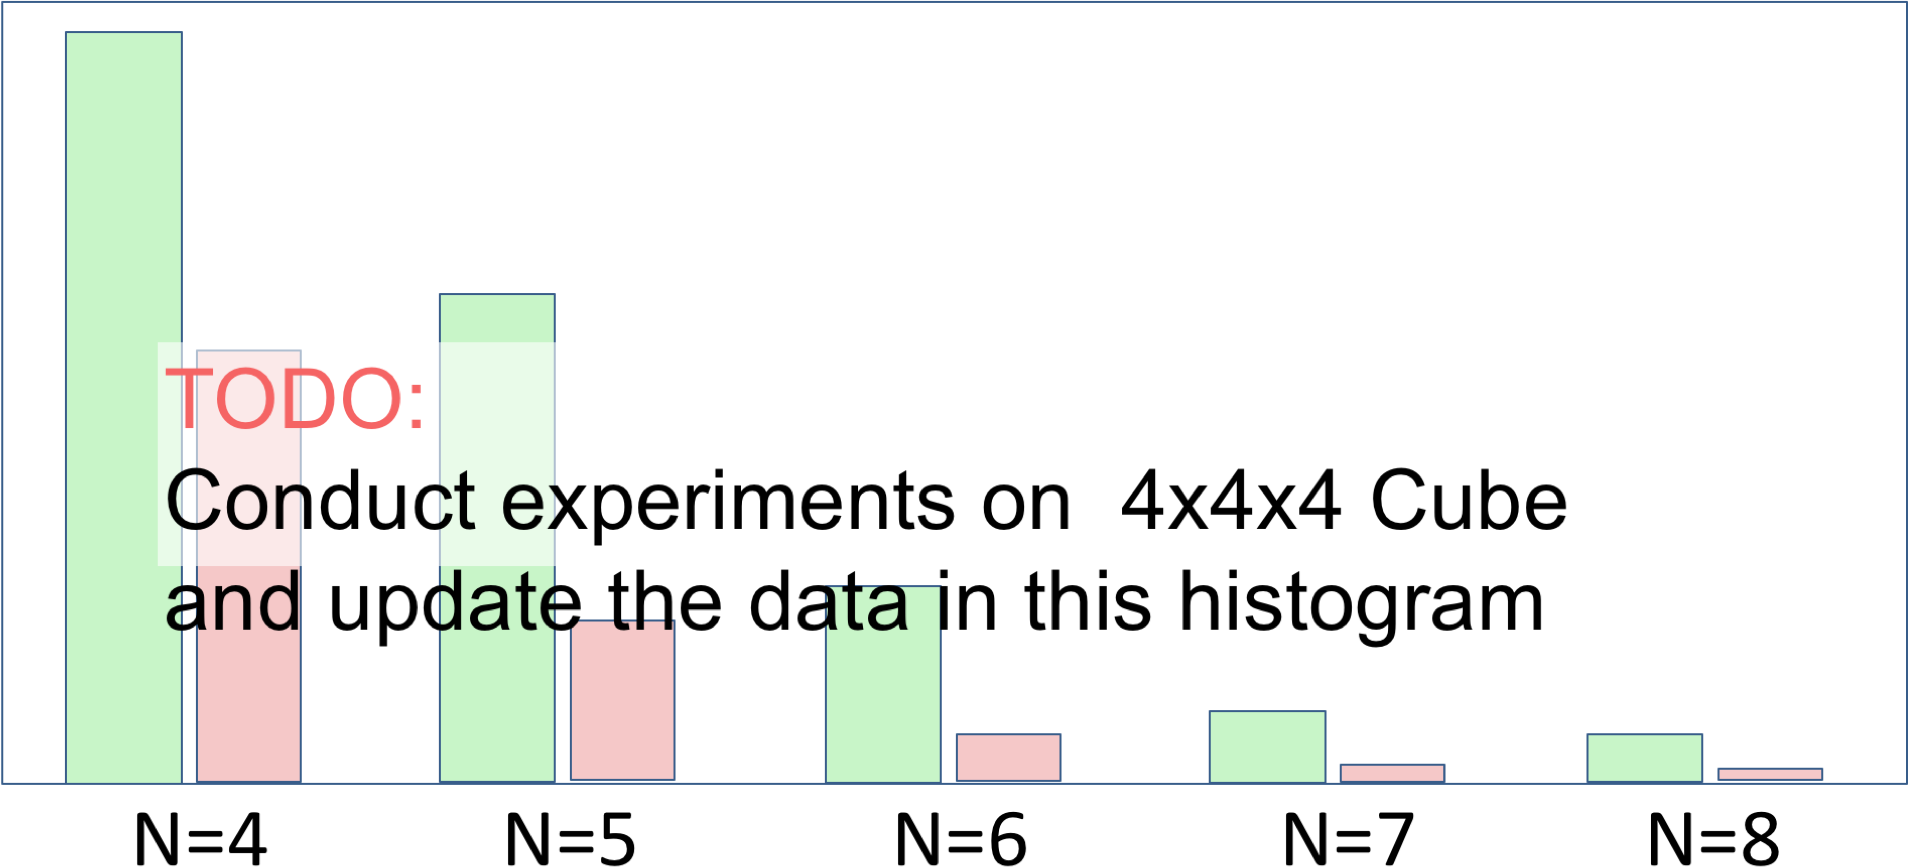 TODO:
Conduct experiments on  4x4x4 Cube
and update the data in this histogram
N=4 N=5 N=6 N=7 N=8